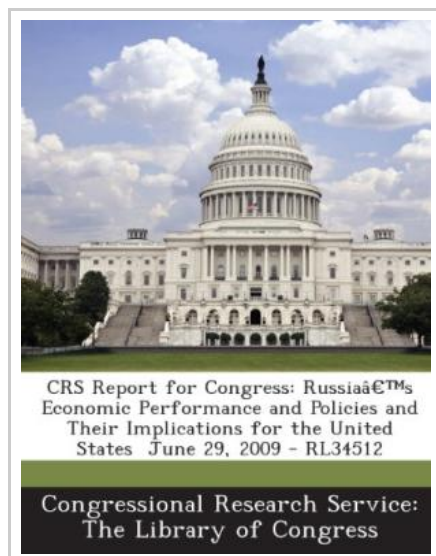 CRS Report for Congress: Russiaâ€™s
Economic Performance and Policies and
Their Implications for the United
States June 29, 2009 - RL34512
Congressional Research Service:
The Library of Congress